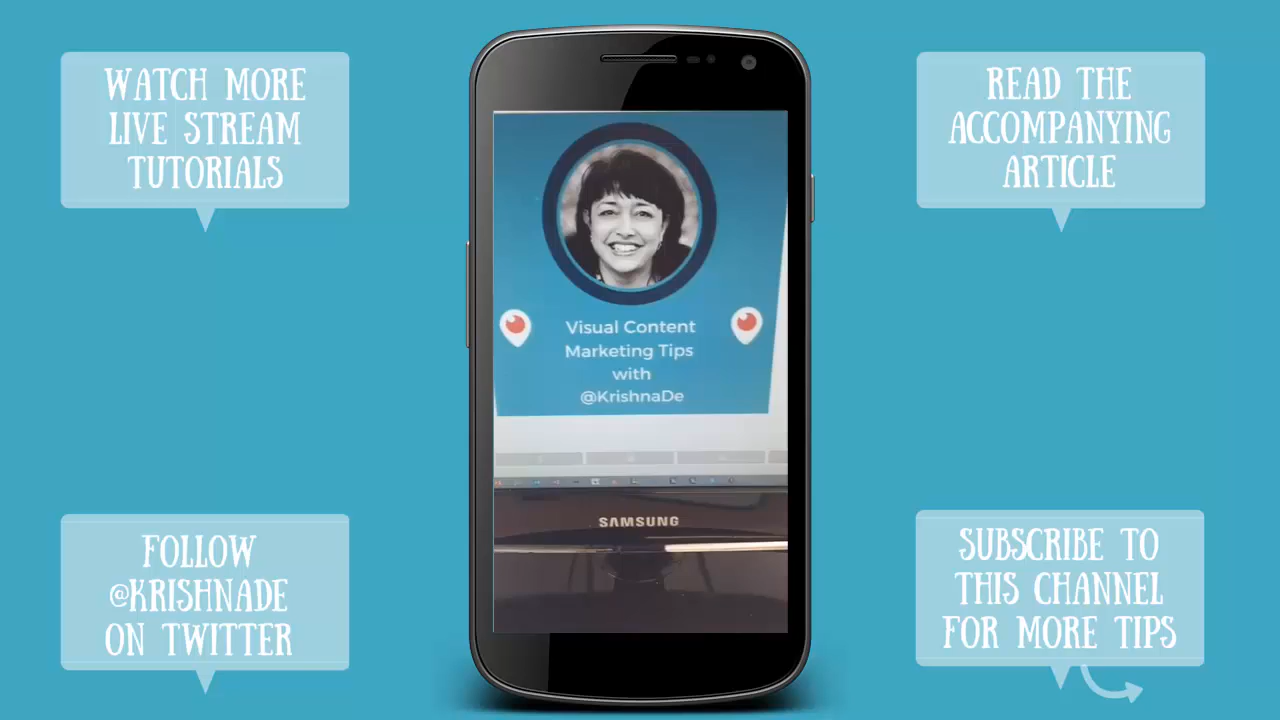 WATCH MORE
LIVE STREAM
TUTORIALS
READ THE
ACCOMPANYING
ARTICLE
Visual Content
Marketing Tips
with
@KrishnaDe
SAMSUNG
FOLLOW
@KRISHNADE
ON TWITTER
SUBSCRIBE TO
THIS CHANNEL
FOR MORE TIPS